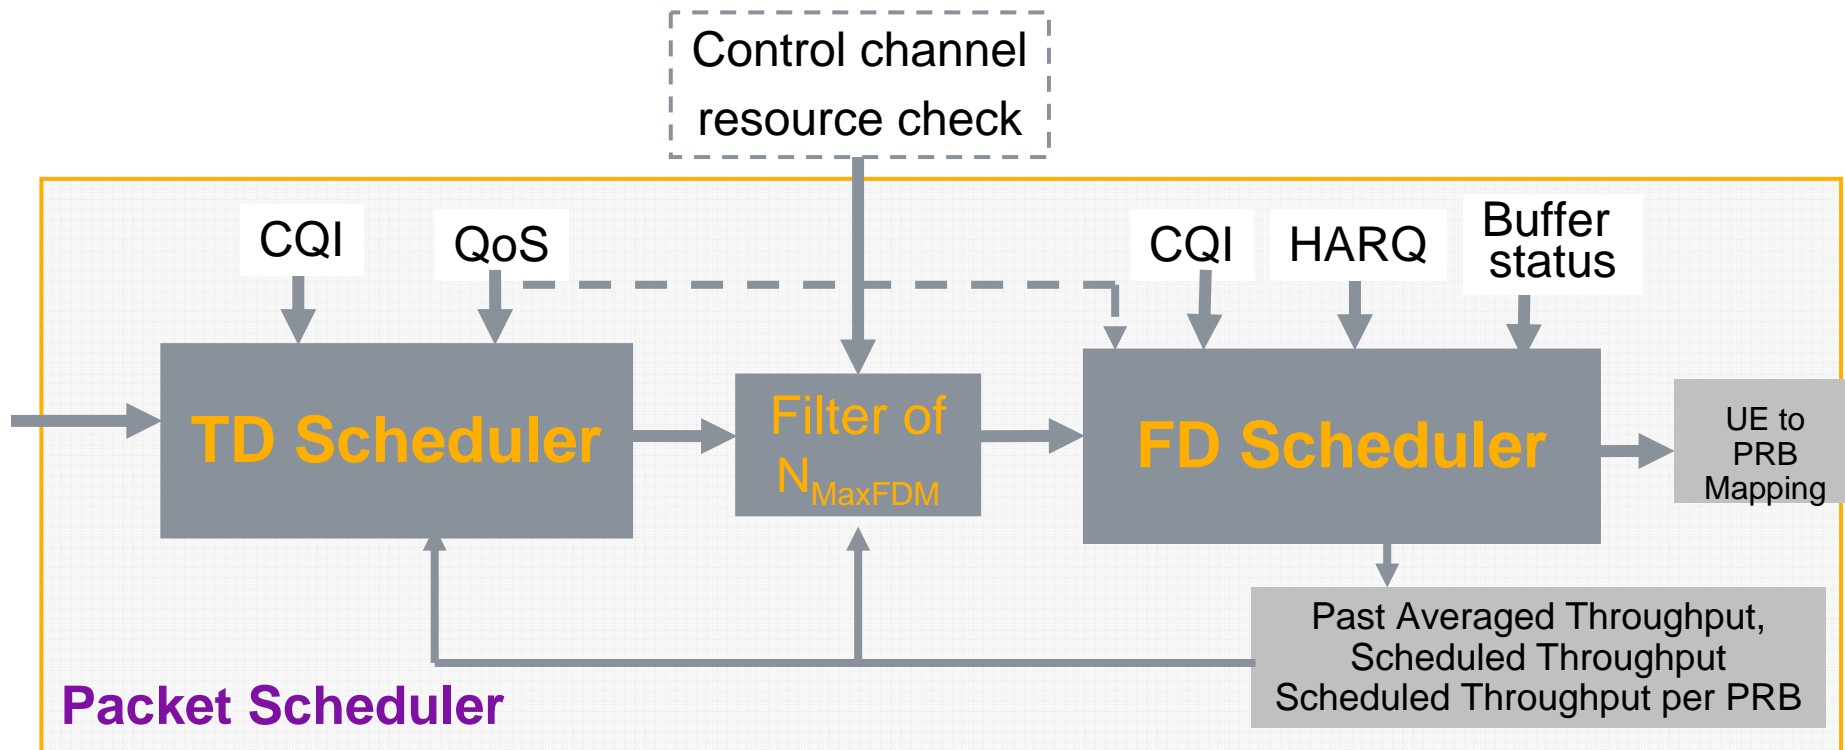 Control channel
resource check
CQI
QoS
CQI
HARQ
Buffer
status
TD Scheduler
Filter of
N_MaxFDM
FD Scheduler
UE to
PRB
Mapping
Past Averaged Throughput,
Scheduled Throughput
Scheduled Throughput per PRB
Packet Scheduler